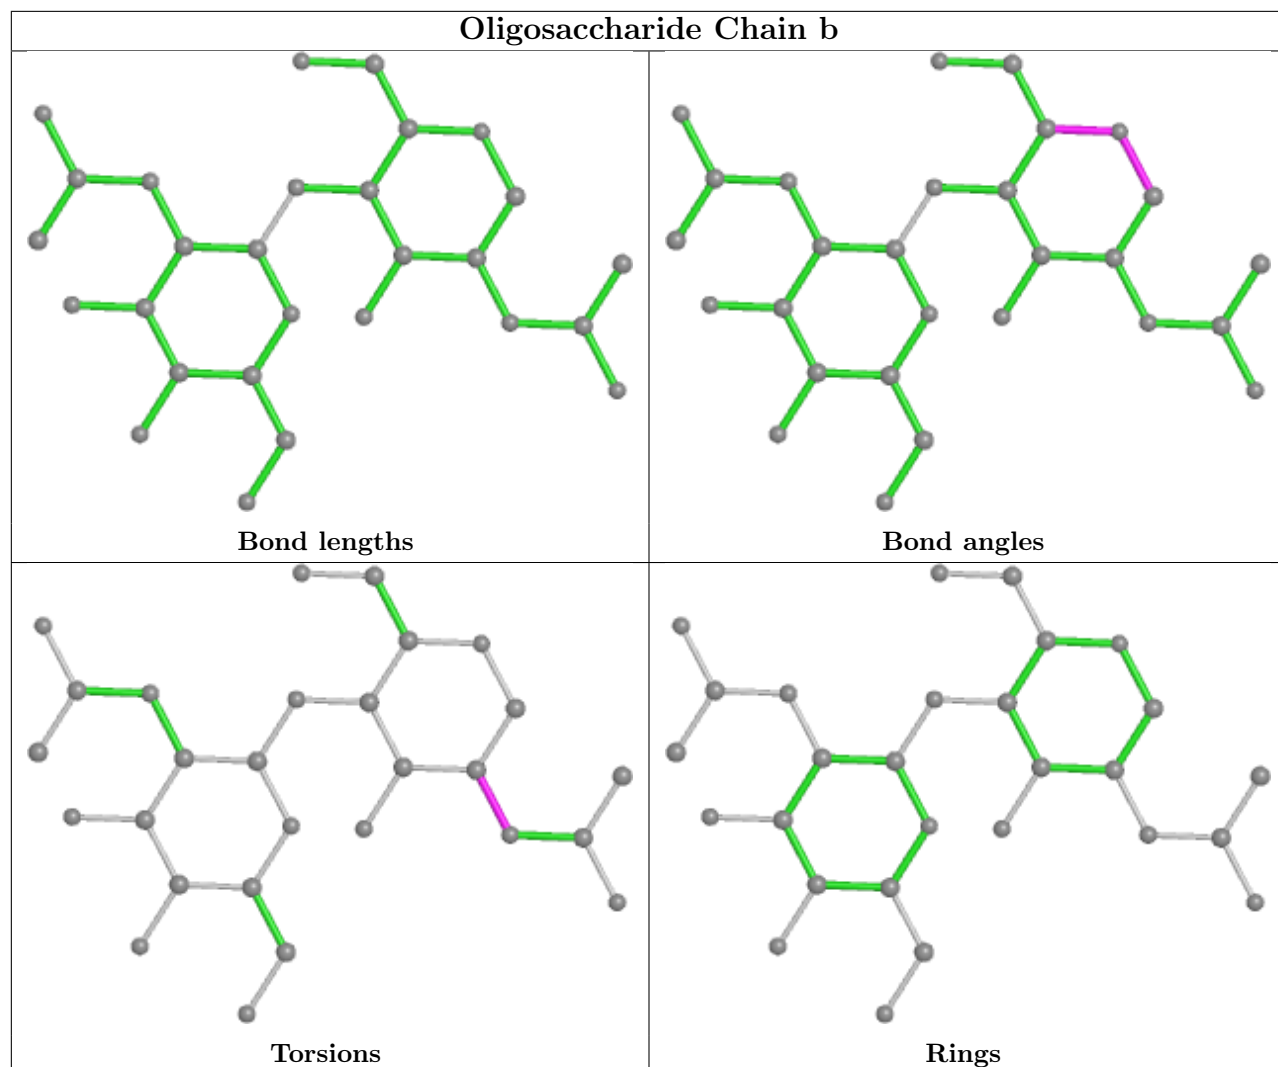 Oligosaccharide Chain b
Bond lengths
Bond angles
Torsions
Rings